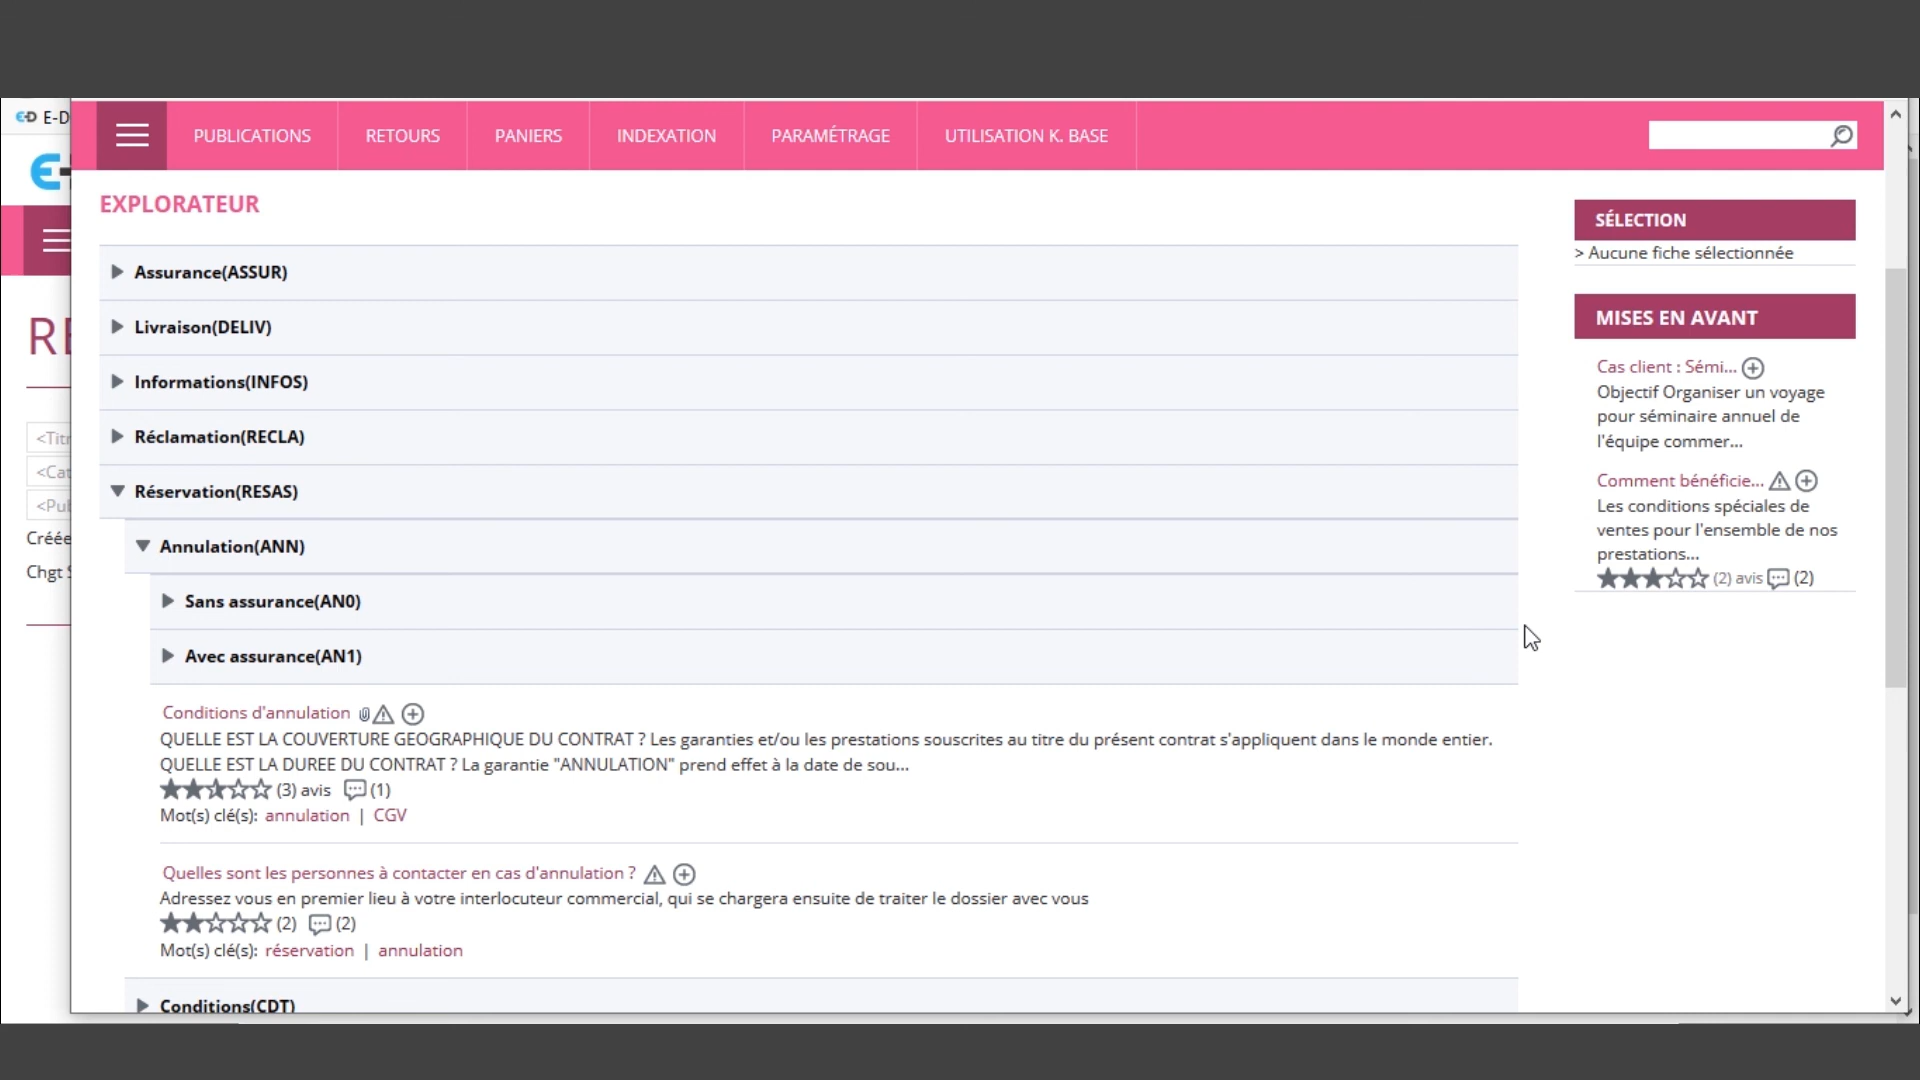 E-D
PUBLICATIONS
RETOURS
PANIERS
INDEXATION
PARAMÉTRAGE
UTILISATION K. BASE
EXPLORATEUR
Assurance(ASSUR)
Livraison(DELIV)
Informations(INFOS)
Réclamation(RECLA)
Réservation(RESAS)
Annulation(ANN)
Sans assurance(AN0)
Avec assurance(AN1)
Conditions d'annulation
QUELLE EST LA COUVERTURE GEOGRAPHIQUE DU CONTRAT ? Les garanties et/ou les prestations souscrites au titre du présent contrat s'appliquent dans le monde entier.
QUELLE EST LA DUREE DU CONTRAT ? La garantie "ANNULATION" prend effet à la date de sou...
(3) avis (1)
Mot(s) clé(s): annulation | CGV
Quelles sont les personnes à contacter en cas d'annulation ?
Adressez vous en premier lieu à votre interlocuteur commercial, qui se chargera ensuite de traiter le dossier avec vous
(2) (2)
Mot(s) clé(s): réservation | annulation
Conditions(CDT)
SÉLECTION
> Aucune fiche sélectionnée
MISES EN AVANT
Cas client : Sémi...
Objectif Organiser un voyage
pour séminaire annuel de
l'équipe commer...
Comment bénéficie...
Les conditions spéciales de
ventes pour l'ensemble de nos
prestations...
(2) avis (2)
RE
<Titr
<Cat
<Pul
Créée
Chgt S